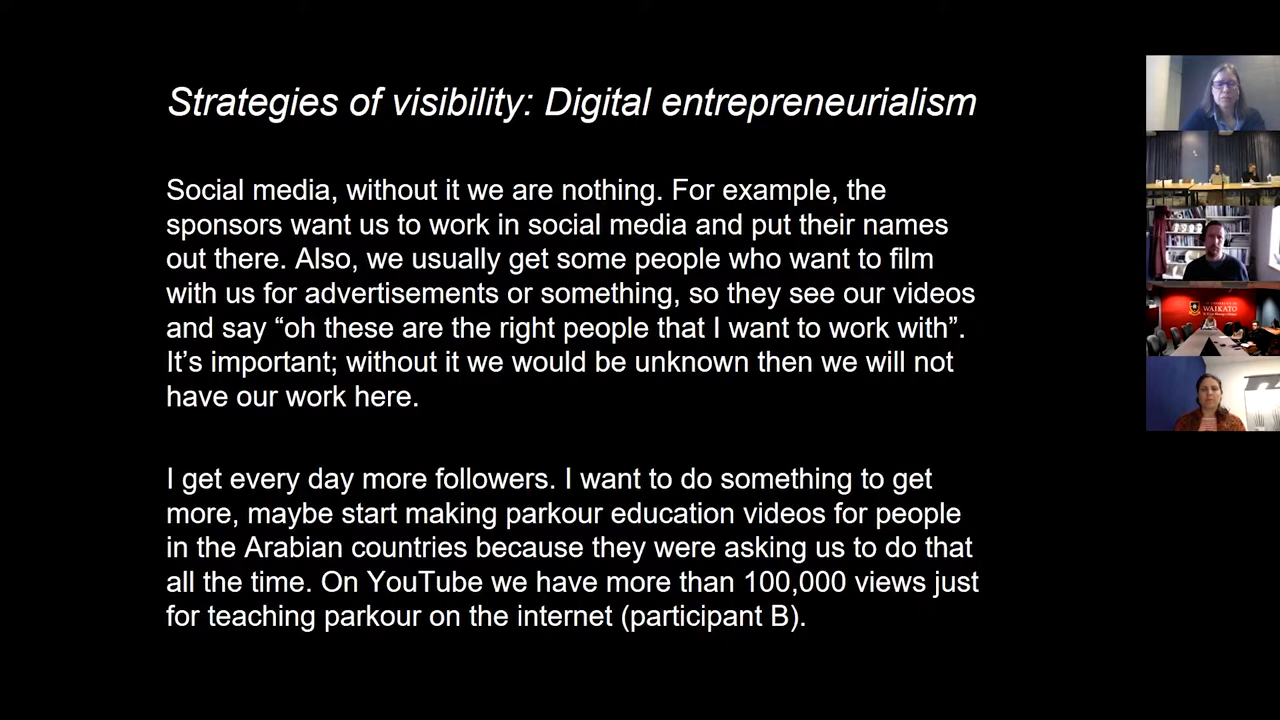 Strategies of visibility: Digital entrepreneurialism
Social media, without it we are nothing. For example, the
sponsors want us to work in social media and put their names
out there. Also, we usually get some people who want to film
with us for advertisements or something, so they see our videos
and say “oh these are the right people that I want to work with”.
It’s important; without it we would be unknown then we will not
have our work here.
I get every day more followers. I want to do something to get
more, maybe start making parkour education videos for people
in the Arabian countries because they were asking us to do that
all the time. On YouTube we have more than 100,000 views just
for teaching parkour on the internet (participant B).
WAIKATO